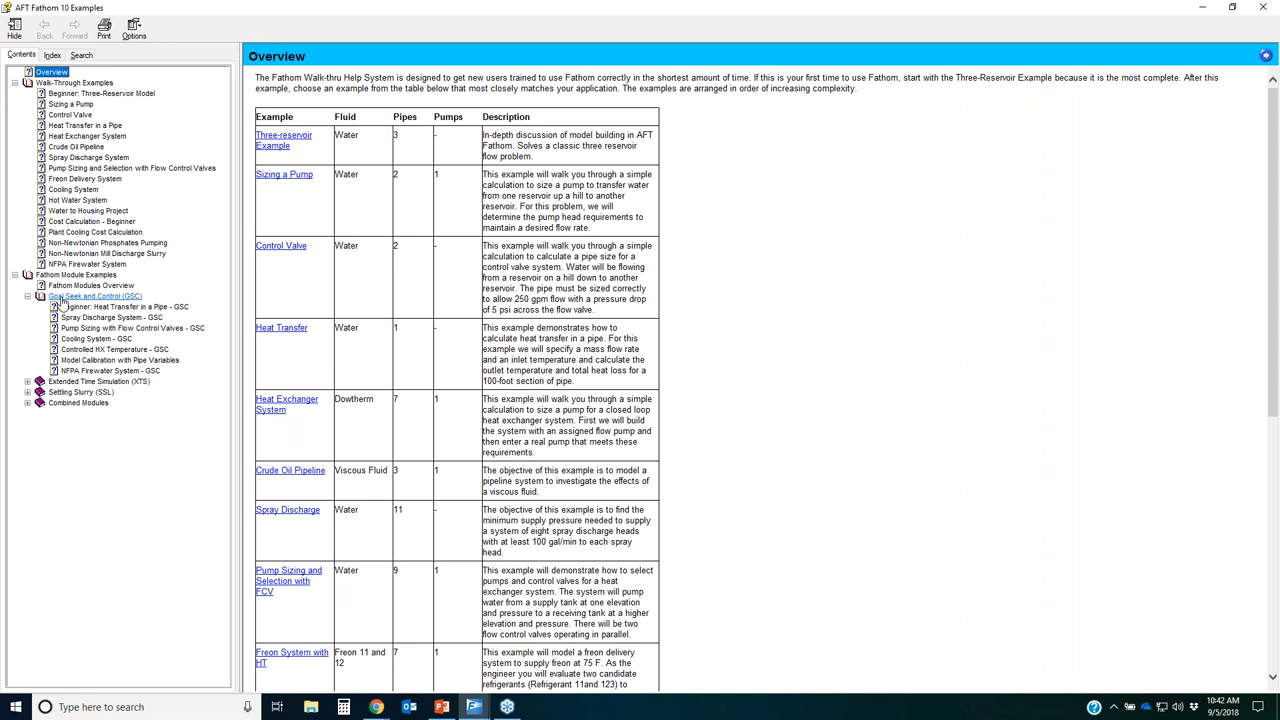 AFT Fathom 10 Examples
Hide
Back
Forward
Print
Options
Contents
Index
Search
Overview
Walk-Through Examples
Beginner: Three-Reservoir Model
Sizing a Pump
Control Valve
Heat Transfer in a Pipe
Heat Exchanger System
Crude Oil Pipeline
Spray Discharge System
Pump Sizing and Selection with Flow Control Valves
Freon Delivery System
Cooling System
Hot Water System
Water to Housing Project
Cost Calculation - Beginner
Plant Cooling Cost Calculation
Non-Newtonian Phosphates Pumping
Non-Newtonian Mill Discharge Slurry
NFPA Firewater System
Fathom Module Examples
Fathom Modules Overview
Goal Seek and Control (GSC)
Beginner: Heat Transfer in a Pipe - GSC
Spray Discharge System - GSC
Pump Sizing with Flow Control Valves - GSC
Cooling System - GSC
Controlled HX Temperature - GSC
Model Calibration with Pipe Variables
NFPA Firewater System - GSC
Extended Time Simulation (XTS)
Settling Slurry (SSL)
Combined Modules
Overview
The Fathom Walk-thru Help System is designed to get new users trained to use Fathom correctly in the shortest amount of time. If this is your first time to use Fathom, start with the Three-Reservoir Example because it is the most complete. After this
example, choose an example from the table below that most closely matches your application. The examples are arranged in order of increasing complexity.
Example Fluid Pipes Pumps Description
Three-reservoir Water 3 - In-depth discussion of model building in AFT
Example Fathom. Solves a classic three reservoir
flow problem.
Sizing a Pump Water 2 1 This example will walk you through a simple
calculation to size a pump to transfer water
from one reservoir up a hill to another
reservoir. For this problem, we will
determine the pump head requirements to
maintain a desired flow rate.
Control Valve Water 2 - This example will walk you through a simple
calculation to calculate a pipe size for a
control valve system. Water will be flowing
from a reservoir on a hill down to another
reservoir. The pipe must be sized correctly
to allow 250 gpm flow with a pressure drop
of 5 psi across the flow valve.
Heat Transfer Water 1 - This example demonstrates how to
calculate heat transfer in a pipe. For this
example we will specify a mass flow rate
and an inlet temperature and calculate the
outlet temperature and total heat loss for a
100-foot section of pipe.
Heat Exchanger Dowtherm 7 1 This example will walk you through a simple
System calculation to size a pump for a closed loop
heat exchanger system. First we will build
the system with an assigned flow pump and
then enter a real pump that meets these
requirements.
Crude Oil Pipeline Viscous Fluid 3 1 The objective of this example is to model a
pipeline system to investigate the effects of
a viscous fluid.
Spray Discharge Water 11 - The objective of this example is to find the
minimum supply pressure needed to supply
a system of eight spray discharge heads
with at least 100 gal/min to each spray
head.
Pump Sizing and Water 9 1 This example will demonstrate how to select
Selection with pumps and control valves for a heat
FCV exchanger system. The system will pump
water from a supply tank at one elevation
and pressure to a receiving tank at a higher
elevation and pressure. There will be two
flow control valves operating in parallel.
Freon System with Freon 11 and 7 1 This example will model a freon delivery
HT 12 system to supply freon at 75 F. As the
engineer you will evaluate two candidate
refrigerants (Refrigerant 11and 123) to
Type here to search
10:42 AM
9/5/2018